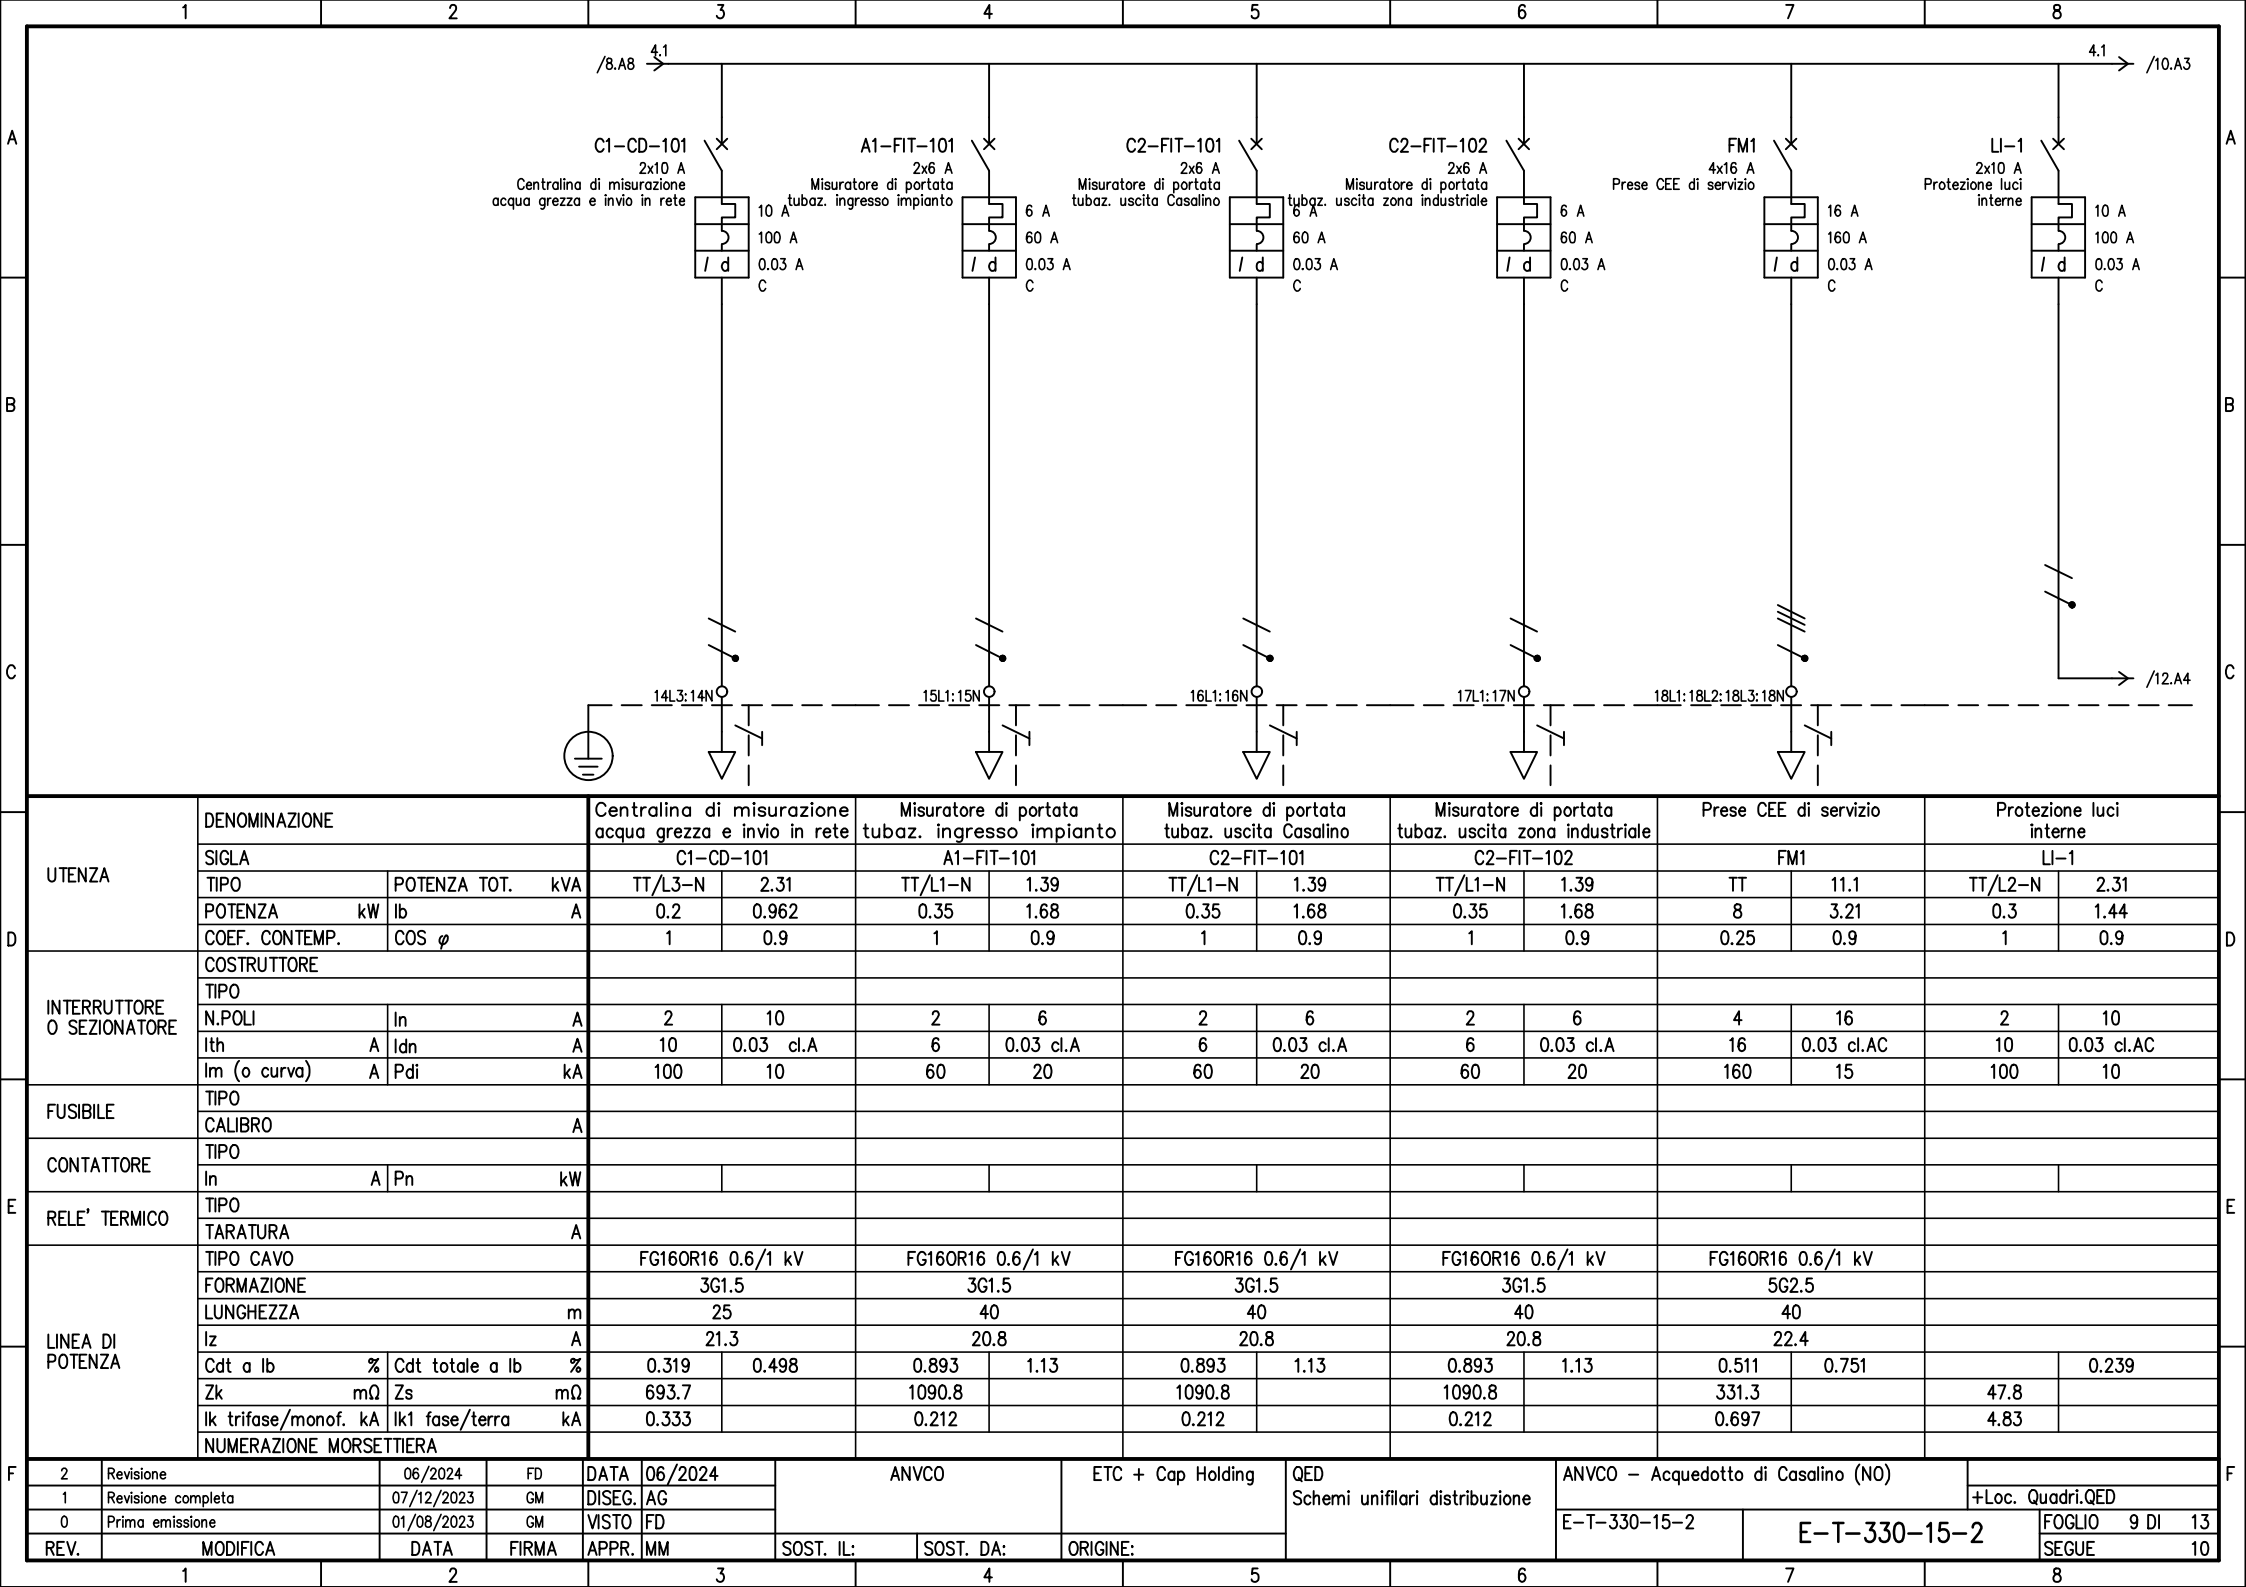 1 2 3 4 5 6 7 8
/8.A8 4.1 4.1 /10.A3
A A
C1-CD-101
2x10 A
Centralina di misurazione
acqua grezza e invio in rete
10 A
100 A
I d 0.03 A
C
A1-FIT-101
2x6 A
Misuratore di portata
tubaz. ingresso impianto
6 A
60 A
I d 0.03 A
C
C2-FIT-101
2x6 A
Misuratore di portata
tubaz. uscita Casalino
6 A
60 A
I d 0.03 A
C
C2-FIT-102
2x6 A
Misuratore di portata
tubaz. uscita zona industriale
6 A
60 A
I d 0.03 A
C
FM1
4x16 A
Prese CEE di servizio
16 A
160 A
I d 0.03 A
C
LI-1
2x10 A
Protezione luci
interne
10 A
100 A
I d 0.03 A
C
B B
C C
14L3:14N 15L1:15N 16L1:16N 17L1:17N 18L1:18L2:18L3:18N /12.A4
UTENZA
DENOMINAZIONE
Centralina di misurazione
acqua grezza e invio in rete
Misuratore di portata
tubaz. ingresso impianto
Misuratore di portata
tubaz. uscita Casalino
Misuratore di portata
tubaz. uscita zona industriale
Prese CEE di servizio
Protezione luci
interne
SIGLA C1-CD-101 A1-FIT-101 C2-FIT-101 C2-FIT-102 FM1 LI-1
TIPO POTENZA TOT. kVA TT/L3-N 2.31 TT/L1-N 1.39 TT/L1-N 1.39 TT/L1-N 1.39 TT 11.1 TT/L2-N 2.31
POTENZA kW Ib A 0.2 0.962 0.35 1.68 0.35 1.68 0.35 1.68 8 3.21 0.3 1.44
D COEF. CONTEMP. COS φ 1 0.9 1 0.9 1 0.9 1 0.9 0.25 0.9 1 0.9 D
INTERRUTTORE
O SEZIONATORE
COSTRUTTORE
TIPO
N.POLI In A 2 10 2 6 2 6 2 6 4 16 2 10
Ith A Idn A 10 0.03 cl.A 6 0.03 cl.A 6 0.03 cl.A 6 0.03 cl.A 16 0.03 cl.AC 10 0.03 cl.AC
Im (o curva) A Pdi kA 100 10 60 20 60 20 60 20 160 15 100 10
FUSIBILE
TIPO
CALIBRO A
CONTATTORE
TIPO
In A Pn kW
E E
RELE' TERMICO
TIPO
TARATURA A
LINEA DI
POTENZA
TIPO CAVO FG16OR16 0.6/1 kV FG16OR16 0.6/1 kV FG16OR16 0.6/1 kV FG16OR16 0.6/1 kV FG16OR16 0.6/1 kV
FORMAZIONE 3G1.5 3G1.5 3G1.5 3G1.5 5G2.5
LUNGHEZZA m 25 40 40 40 40
Iz A 21.3 20.8 20.8 20.8 22.4
Cdt a Ib % Cdt totale a Ib % 0.319 0.498 0.893 1.13 0.893 1.13 0.893 1.13 0.511 0.751 0.239
Zk mΩ Zs mΩ 693.7 1090.8 1090.8 1090.8 331.3 47.8
Ik trifase/monof. kA Ik1 fase/terra kA 0.333 0.212 0.212 0.212 0.697 4.83
NUMERAZIONE MORSETTIERA
F F
2 Revisione 06/2024 FD DATA 06/2024
1 Revisione completa 07/12/2023 GM DISEG. AG
0 Prima emissione 01/08/2023 GM VISTO FD
REV. MODIFICA DATA FIRMA APPR. MM
ANVCO
ETC + Cap Holding
SOST. IL: SOST. DA: ORIGINE:
QED
Schemi unifilari distribuzione
ANVCO - Acquedotto di Casalino (NO)
+Loc. Quadri.QED
E-T-330-15-2
E-T-330-15-2
FOGLIO 9 DI 13
SEGUE 10
1 2 3 4 5 6 7 8